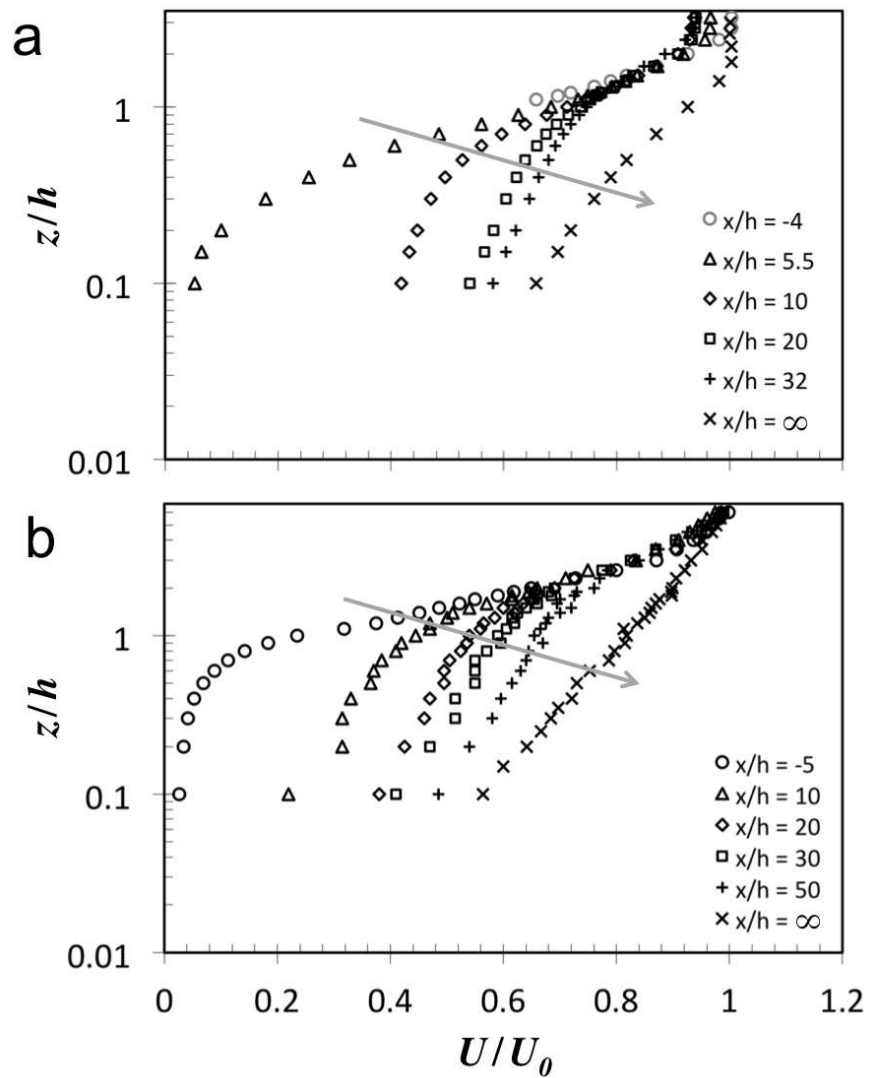 a
1
0.1
0.01
z/h
x/h = -4
x/h = 5.5
x/h = 10
x/h = 20
x/h = 32
x/h = ∞
b
1
0.1
0.01
z/h
x/h = -5
x/h = 10
x/h = 20
x/h = 30
x/h = 50
x/h = ∞
0 0.2 0.4 0.6 0.8 1 1.2
U/U₀